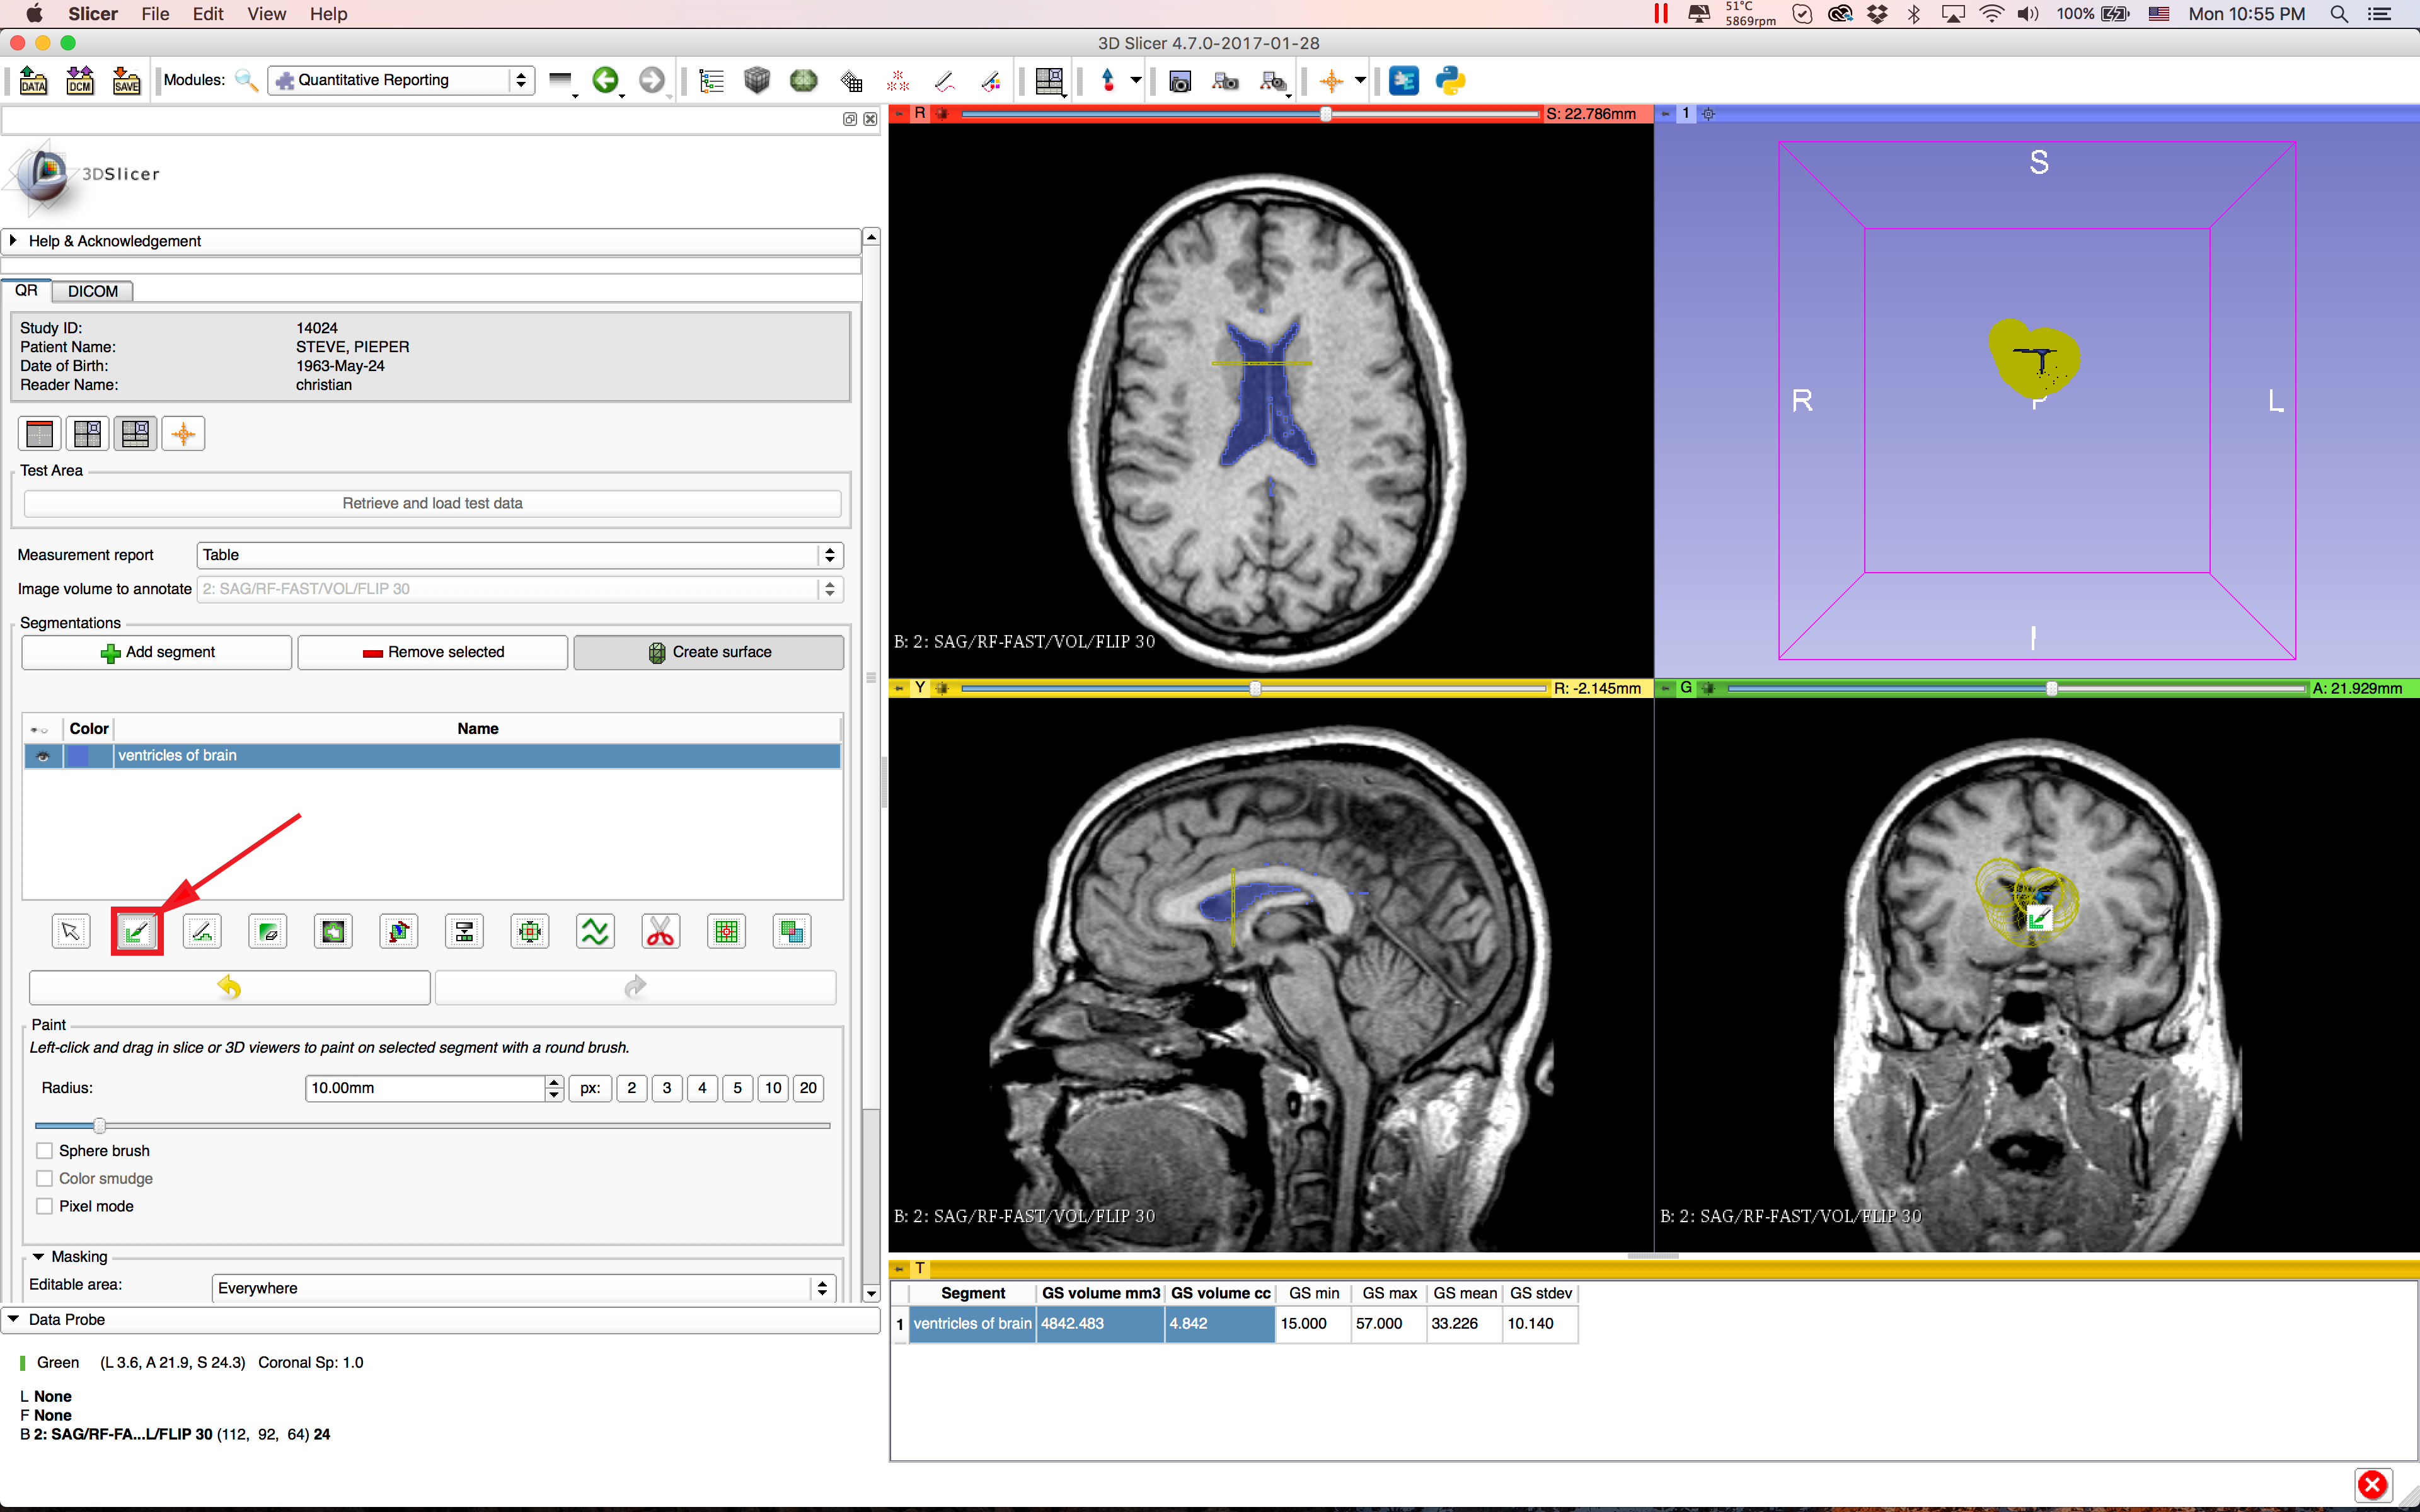 Slicer File Edit View Help
51°C
5869rpm
100%
Mon 10:55 PM
3D Slicer 4.7.0-2017-01-28
DATA DCM SAVE Modules: Quantitative Reporting
3DSlicer
Help & Acknowledgement
QR DICOM
Study ID: 14024
Patient Name: STEVE, PIEPER
Date of Birth: 1963-May-24
Reader Name: christian
Test Area
Retrieve and load test data
Measurement report Table
Image volume to annotate 2: SAG/RF-FAST/VOL/FLIP 30
Segmentations
Add segment Remove selected Create surface
Color Name
ventricles of brain
Paint
Left-click and drag in slice or 3D viewers to paint on selected segment with a round brush.
Radius: 10.00mm px: 2 3 4 5 10 20
Sphere brush
Color smudge
Pixel mode
Masking
Editable area: Everywhere
Data Probe
Green (L 3.6, A 21.9, S 24.3) Coronal Sp: 1.0
L None
F None
B 2: SAG/RF-FA...L/FLIP 30 (112, 92, 64) 24
R S: 22.786mm
B: 2: SAG/RF-FAST/VOL/FLIP 30
1
S
R P L
I
Y R: -2.145mm
B: 2: SAG/RF-FAST/VOL/FLIP 30
G A: 21.929mm
B: 2: SAG/RF-FAST/VOL/FLIP 30
T
Segment GS volume mm3 GS volume cc GS min GS max GS mean GS stdev
1 ventricles of brain 4842.483 4.842 15.000 57.000 33.226 10.140